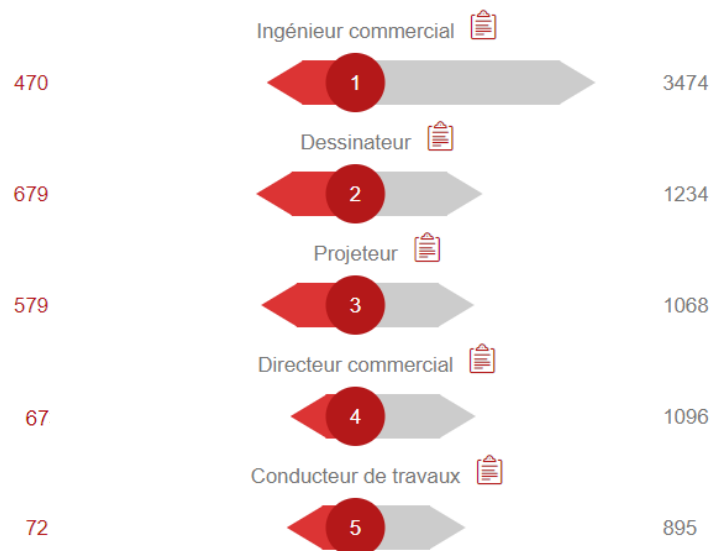 Ingénieur commercial
470 1 3474
Dessinateur
679 2 1234
Projeteur
579 3 1068
Directeur commercial
67 4 1096
Conducteur de travaux
72 5 895